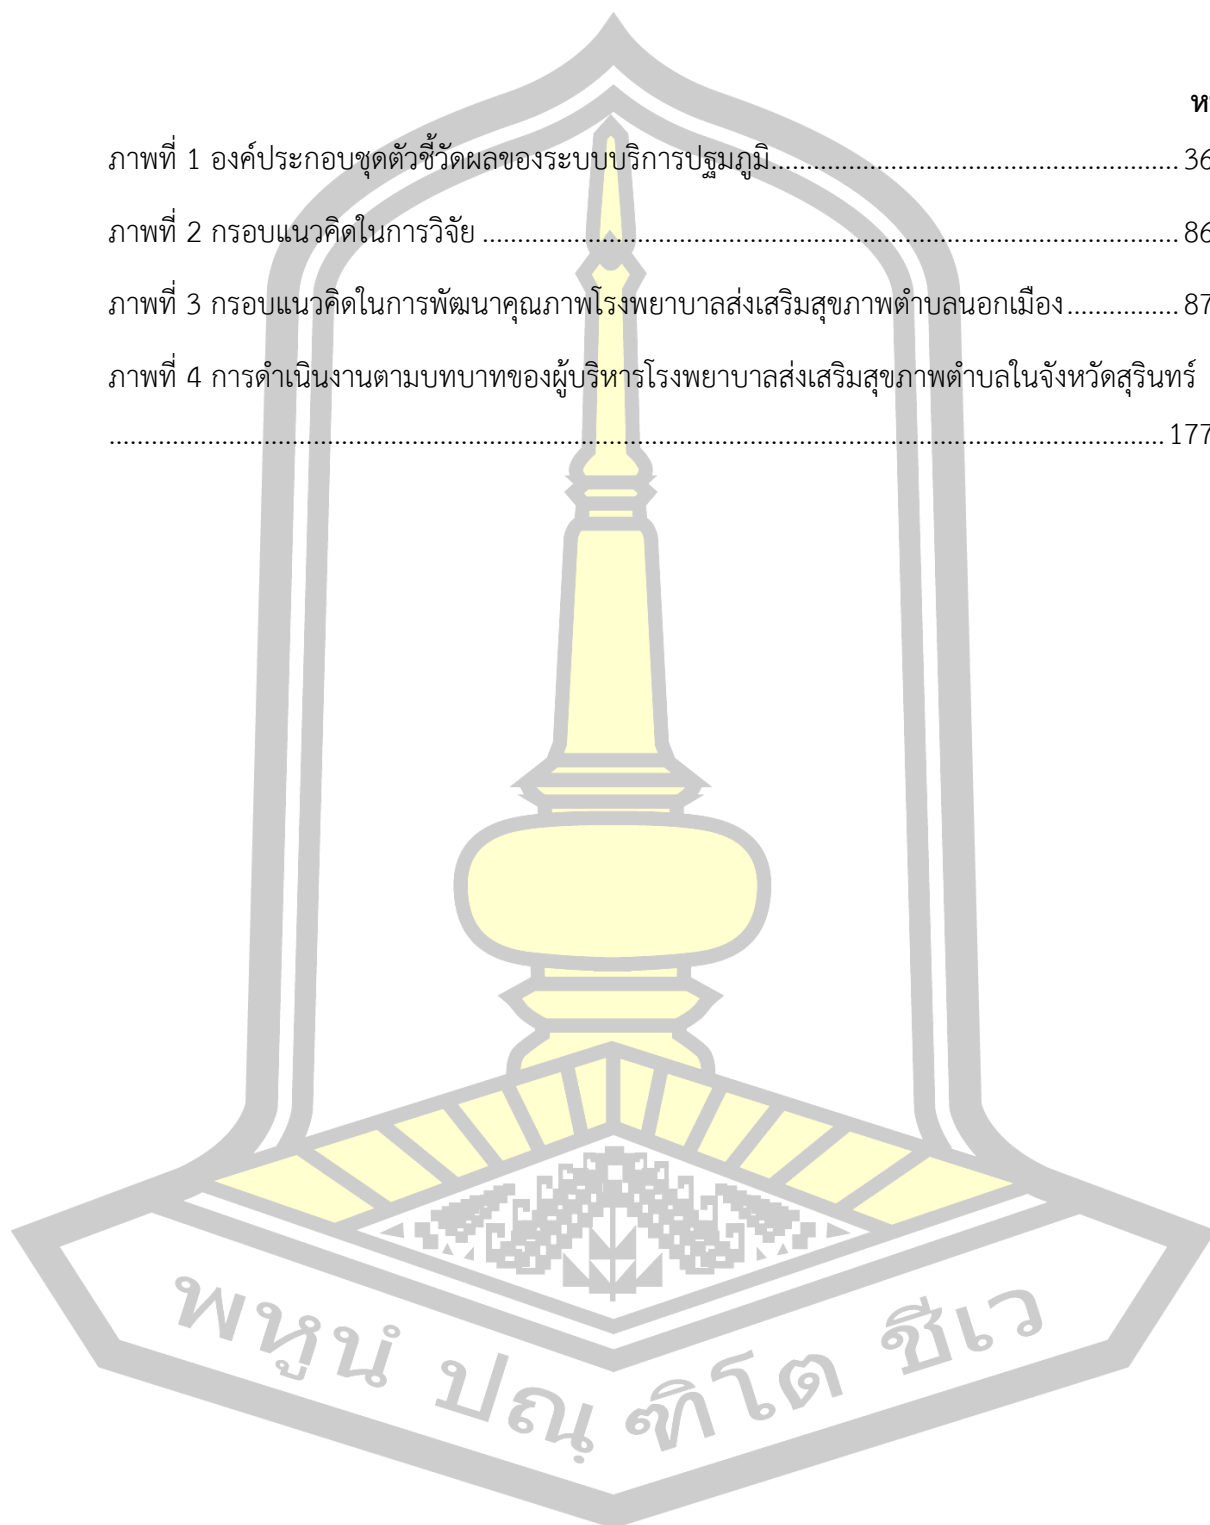 ภาพที่ 1 องค์ประกอบชุดตัวชี้วัดผลของระบบบริการปฐมภูมิ.................................................... 36
ภาพที่ 2 กรอบแนวคิดในการวิจัย ......................................................................................... 86
ภาพที่ 3 กรอบแนวคิดในการพัฒนาคุณภาพโรงพยาบาลส่งเสริมสุขภาพตำบลนอกเมือง............... 87
ภาพที่ 4 การดำเนินงานตามบทบาทของผู้บริหารโรงพยาบาลส่งเสริมสุขภาพตำบลในจังหวัดสุรินทร์
....................................................................................................................................... 177
พหูนํ ปณฺฑิโต ชีเว